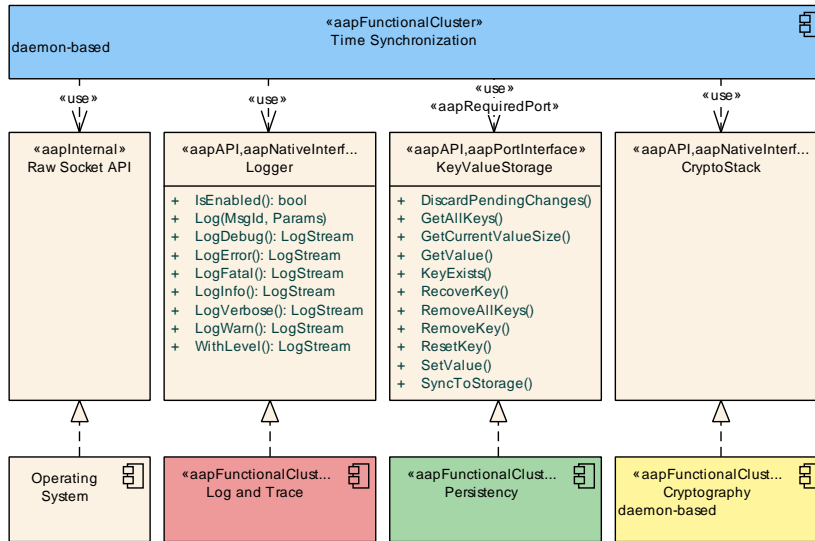 «aapFunctionalCluster»
Time Synchronization
daemon-based
«use»
«use»
«use»
«aapRequiredPort»
«use»
«aapInternal»
Raw Socket API
«aapAPI,aapNativeInterf...
Logger
+ IsEnabled(): bool
+ Log(MsgId, Params)
+ LogDebug(): LogStream
+ LogError(): LogStream
+ LogFatal(): LogStream
+ LogInfo(): LogStream
+ LogVerbose(): LogStream
+ LogWarn(): LogStream
+ WithLevel(): LogStream
«aapAPI,aapPortInterface»
KeyValueStorage
+ DiscardPendingChanges()
+ GetAllKeys()
+ GetCurrentValueSize()
+ GetValue()
+ KeyExists()
+ RecoverKey()
+ RemoveAllKeys()
+ RemoveKey()
+ ResetKey()
+ SetValue()
+ SyncToStorage()
«aapAPI,aapNativeInterf...
CryptoStack
Operating
System
«aapFunctionalClust...
Log and Trace
«aapFunctionalClust...
Persistency
«aapFunctionalClust...
Cryptography
daemon-based